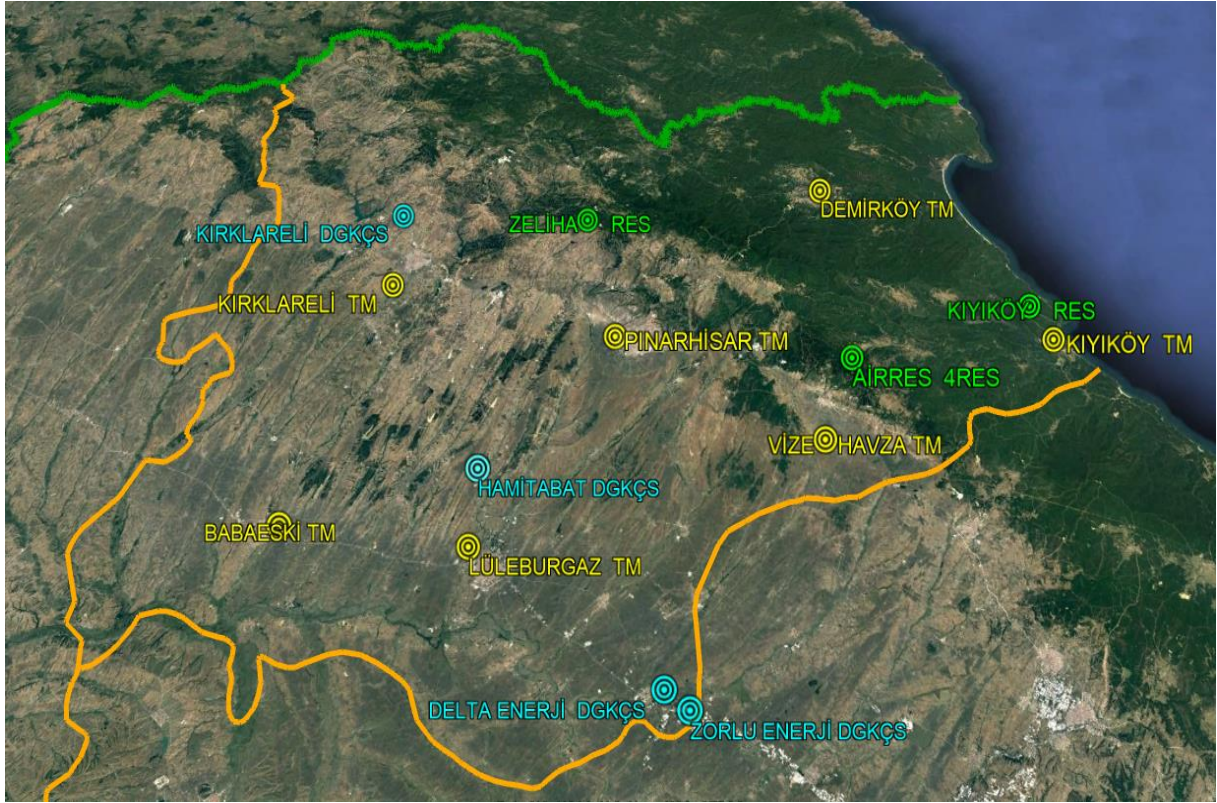 DEMİRKÖY TM
ZELİHA RES
KIRKLARELİ DGKÇS
KIRKLARELİ TM
KIYIKÖY RES
PINARHİSAR TM
KIYIKÖY TM
AİRRES 4RES
VİZE HAVZA TM
HAMİTABAT DGKÇS
BABAESKİ TM
LÜLEBURGAZ TM
DELTA ENERJİ DGKÇS
ZORLU ENERJİ DGKÇS